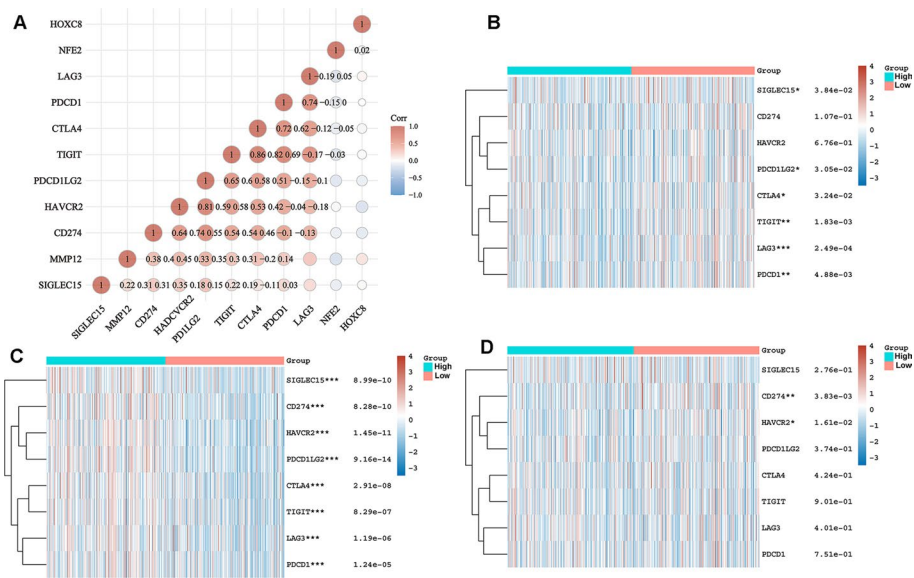 A
HOXC8 1
NFE2 1 0.02
LAG3 1 -0.19 0.05
PDCD1 1 0.74 -0.15 0
CTLA4 1 0.72 0.62 -0.12 -0.05
TIGIT 1 0.86 0.82 0.69 -0.17 -0.03
PDCD1LG2 1 0.65 0.6 0.58 0.51 -0.15 -0.1
HAVCR2 1 0.81 0.59 0.58 0.53 0.42 -0.04 -0.18
CD274 1 0.64 0.74 0.55 0.54 0.54 0.46 -0.1 -0.13
MMP12 1 0.38 0.4 0.45 0.33 0.35 0.3 0.31 -0.2 0.14
SIGLEC15 1 0.22 0.31 0.31 0.35 0.18 0.15 0.22 0.19 -0.11 0.03
SIGLEC15 MMP12 CD274 HADCVCR2 PD1LG2 TIGIT CTLA4 PDCD1 LAG3 NFE2 HOXC8
Corr
1.0
0.5
0.0
-0.5
-1.0
B
Group
SIGLEC15* 3.84e-02
CD274 1.07e-01
HAVCR2 6.76e-01
PDCD1LG2* 3.05e-02
CTLA4* 3.24e-02
TIGIT** 1.83e-03
LAG3*** 2.49e-04
PDCD1** 4.88e-03
4
3
2
1
0
-1
-2
-3
Group
High
Low
C
Group
SIGLEC15*** 8.99e-10
CD274*** 8.28e-10
HAVCR2*** 1.45e-11
PDCD1LG2*** 9.16e-14
CTLA4*** 2.91e-08
TIGIT*** 8.29e-07
LAG3*** 1.19e-06
PDCD1*** 1.24e-05
4
3
2
1
0
-1
-2
-3
Group
High
Low
D
Group
SIGLEC15 2.76e-01
CD274** 3.83e-03
HAVCR2* 1.61e-02
PDCD1LG2 3.74e-01
CTLA4 4.24e-01
TIGIT 9.01e-01
LAG3 4.01e-01
PDCD1 7.51e-01
4
3
2
1
0
-1
-2
-3
Group
High
Low